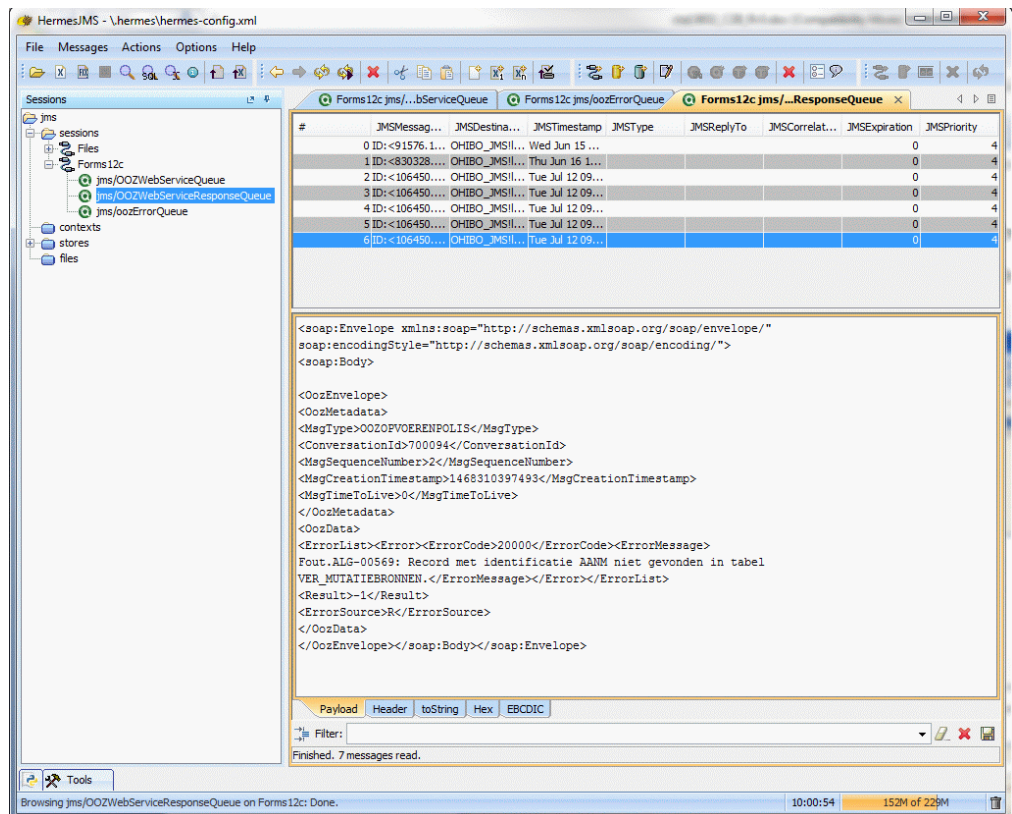 HermesJMS - \.hermes\hermes-config.xml
File Messages Actions Options Help
Sessions
jms
sessions
Files
Forms12c
jms/OOZWebServiceQueue
jms/OOZWebServiceResponseQueue
jms/oozErrorQueue
contexts
stores
files
Forms12c jms/...bServiceQueue Forms12c jms/oozErrorQueue Forms12c jms/...ResponseQueue
# JMSMessag... JMSDestina... JMSTimestamp JMSType JMSReplyTo JMSCorrelat... JMSExpiration JMSPriority
0 ID:<91576.1... OHIBO_JMS!I... Wed Jun 15 ... 0 4
1 ID:<830328.... OHIBO_JMS!I... Thu Jun 16 1... 0 4
2 ID:<106450.... OHIBO_JMS!I... Tue Jul 12 09... 0 4
3 ID:<106450.... OHIBO_JMS!I... Tue Jul 12 09... 0 4
4 ID:<106450.... OHIBO_JMS!I... Tue Jul 12 09... 0 4
5 ID:<106450.... OHIBO_JMS!I... Tue Jul 12 09... 0 4
6 ID:<106450.... OHIBO_JMS!I... Tue Jul 12 09... 0 4
<soap:Envelope xmlns:soap="http://schemas.xmlsoap.org/soap/envelope/"
soap:encodingStyle="http://schemas.xmlsoap.org/soap/encoding/">
<soap:Body>
<OozEnvelope>
<OozMetadata>
<MsgType>OOZOPVOERENPOLIS</MsgType>
<ConversationId>700094</ConversationId>
<MsgSequenceNumber>2</MsgSequenceNumber>
<MsgCreationTimestamp>1468310397493</MsgCreationTimestamp>
<MsgTimeToLive>0</MsgTimeToLive>
</OozMetadata>
<OozData>
<ErrorList><Error><ErrorCode>20000</ErrorCode><ErrorMessage>
Fout.ALG-00569: Record met identificatie AANM niet gevonden in tabel
VER_MUTATIEBRONNEN.</ErrorMessage></Error></ErrorList>
<Result>-1</Result>
<ErrorSource>R</ErrorSource>
</OozData>
</OozEnvelope></soap:Body></soap:Envelope>
Payload Header toString Hex EBCDIC
Filter:
Finished. 7 messages read.
Tools
Browsing jms/OOZWebServiceResponseQueue on Forms12c: Done. 10:00:54 152M of 229M